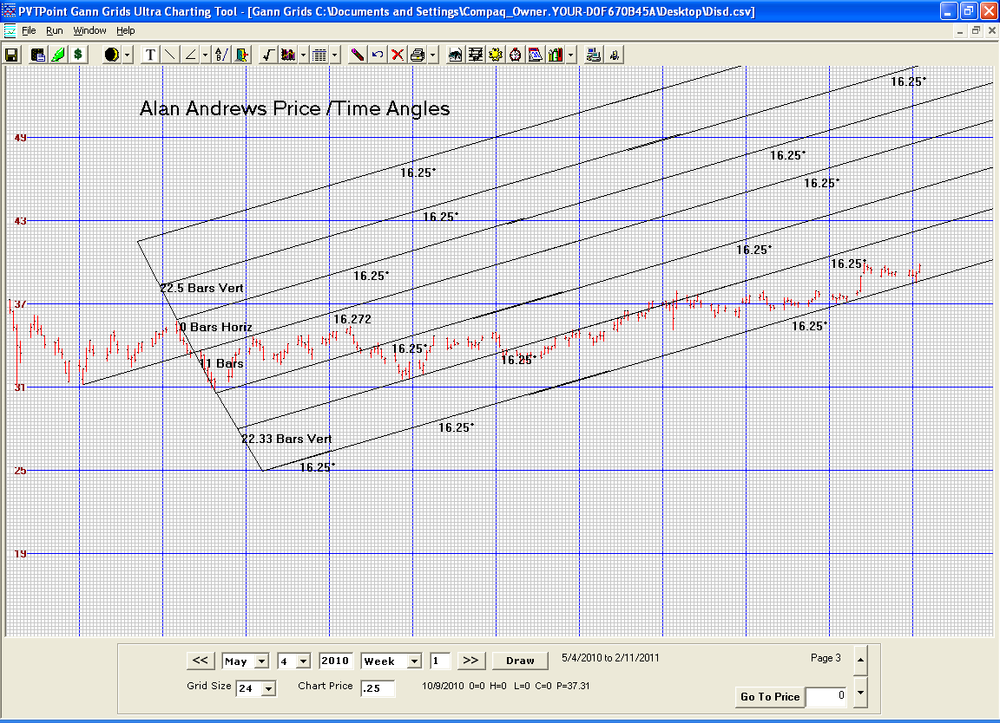 PVTPoint Gann Grids Ultra Charting Tool - [Gann Grids C:\Documents and Settings\Compaq_Owner.YOUR-D0F670B45A\Desktop\Disd.csv]
File Run Window Help
T A/B
$
Alan Andrews Price /Time Angles
16.25°
49
16.25°
16.25°
16.25°
16.25°
43
16.25°
16.25°
16.25°
22.5 Bars Vert
37
16.272
0 Bars Horiz
16.25°
16.25°
16.25°
11 Bars
31
16.25°
22.33 Bars Vert
16.25°
25
19
<< May 4 2010 Week 1 >> Draw 5/4/2010 to 2/11/2011 Page 3
Grid Size 24 Chart Price .25 10/9/2010 O=0 H=0 L=0 C=0 P=37.31 Go To Price 0